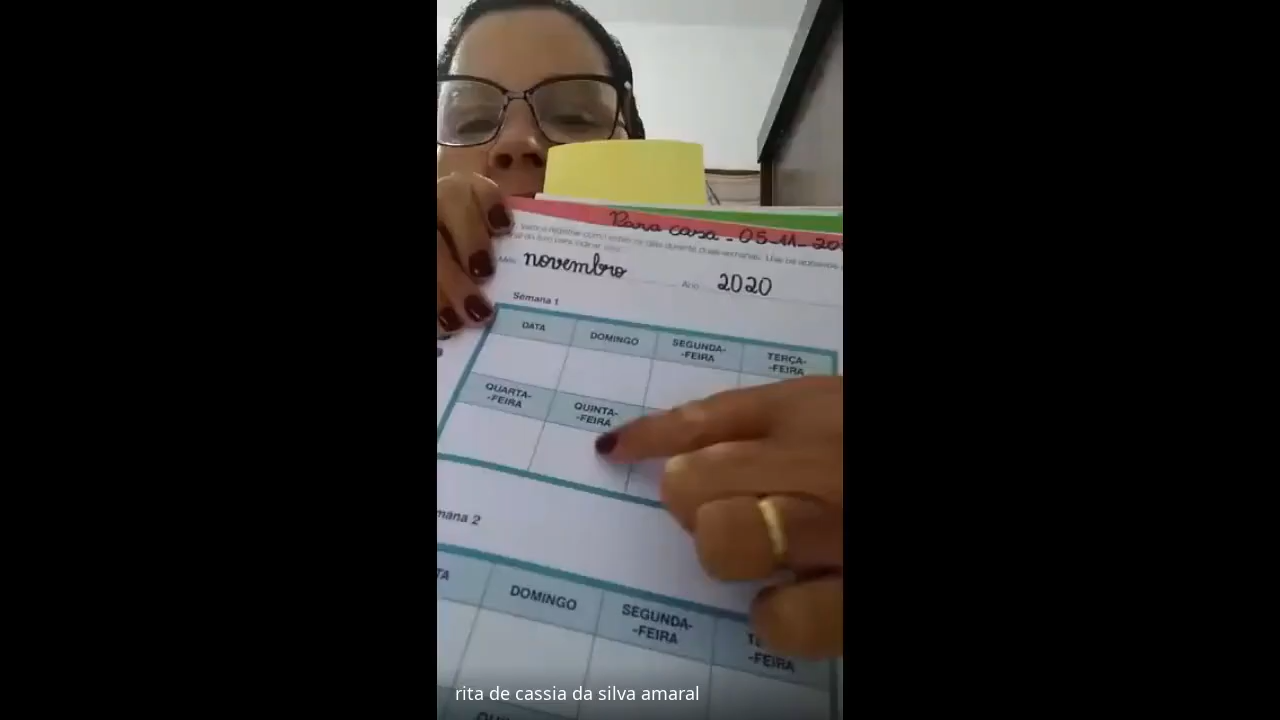 Para casa - 05-11-20
Mês novembro Ano 2020
Semana 1
DATA DOMINGO SEGUNDA- TERÇA-
-FEIRA -FEIRA
QUARTA- QUINTA-
-FEIRA -FEIRA
mana 2
TA DOMINGO SEGUNDA-
-FEIRA -FEIRA
rita de cassia da silva amaral